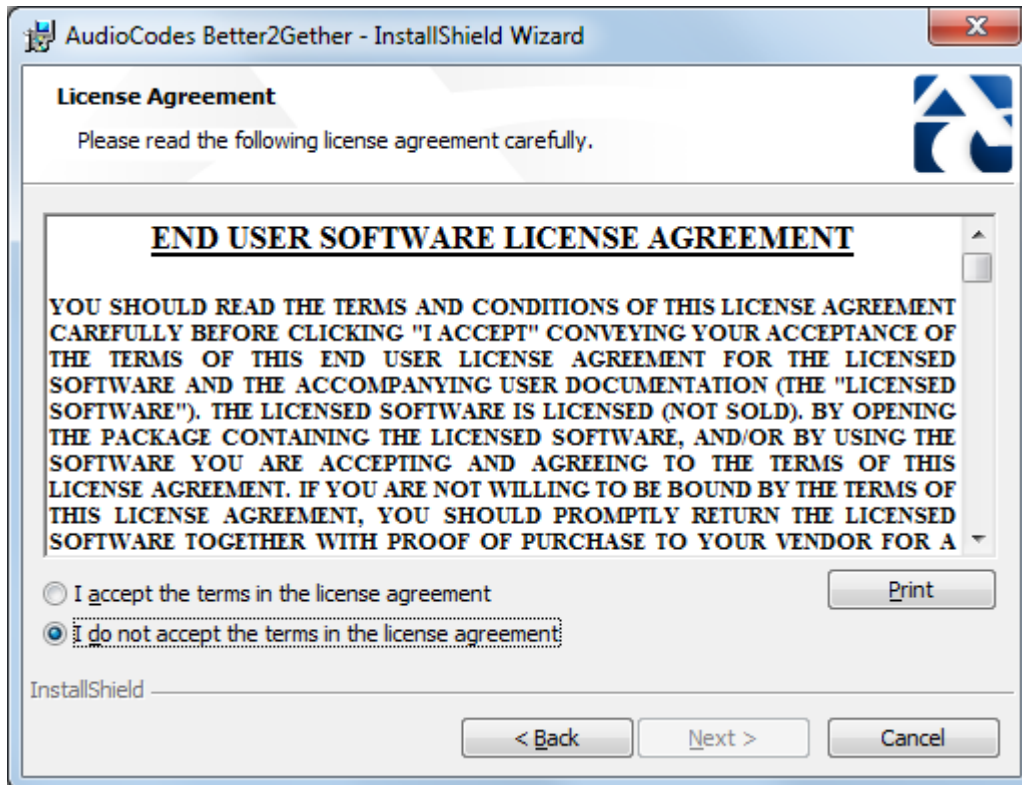 AudioCodes Better2Gether - InstallShield Wizard
License Agreement
Please read the following license agreement carefully.
END USER SOFTWARE LICENSE AGREEMENT
YOU SHOULD READ THE TERMS AND CONDITIONS OF THIS LICENSE AGREEMENT
CAREFULLY BEFORE CLICKING "I ACCEPT" CONVEYING YOUR ACCEPTANCE OF
THE TERMS OF THIS END USER LICENSE AGREEMENT FOR THE LICENSED
SOFTWARE AND THE ACCOMPANYING USER DOCUMENTATION (THE "LICENSED
SOFTWARE"). THE LICENSED SOFTWARE IS LICENSED (NOT SOLD). BY OPENING
THE PACKAGE CONTAINING THE LICENSED SOFTWARE, AND/OR BY USING THE
SOFTWARE YOU ARE ACCEPTING AND AGREEING TO THE TERMS OF THIS
LICENSE AGREEMENT. IF YOU ARE NOT WILLING TO BE BOUND BY THE TERMS OF
THIS LICENSE AGREEMENT, YOU SHOULD PROMPTLY RETURN THE LICENSED
SOFTWARE TOGETHER WITH PROOF OF PURCHASE TO YOUR VENDOR FOR A
I accept the terms in the license agreement
Print
I do not accept the terms in the license agreement
InstallShield
< Back Next > Cancel